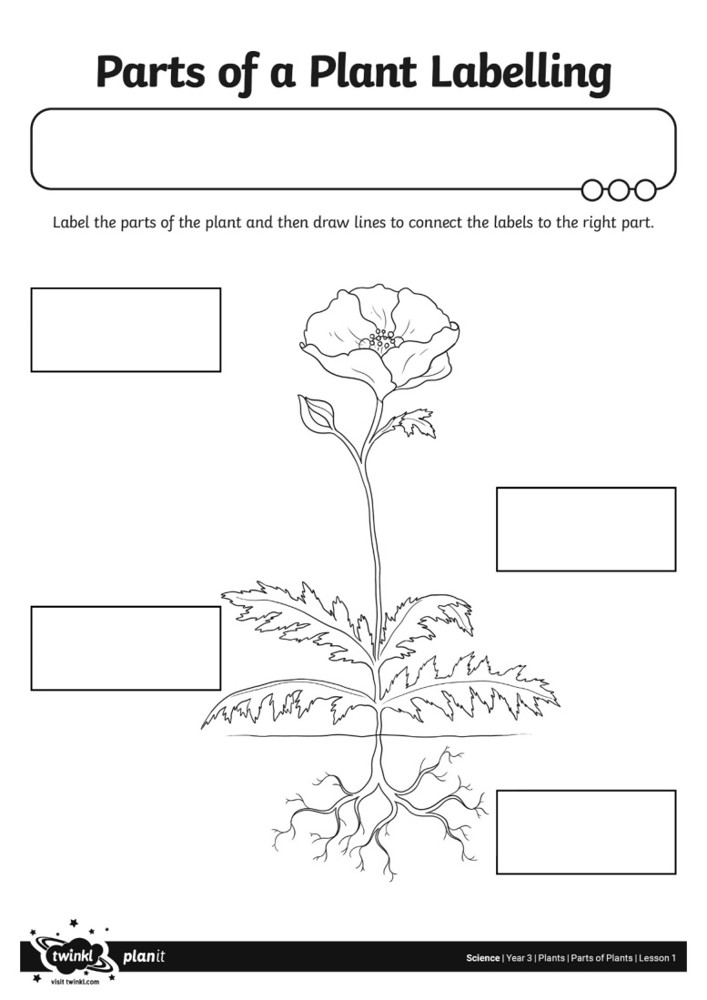 Parts of a Plant Labelling
Label the parts of the plant and then draw lines to connect the labels to the right part.
twinkl
planit
visit twinkl.com
Science | Year 3 | Plants | Parts of Plants | Lesson 1